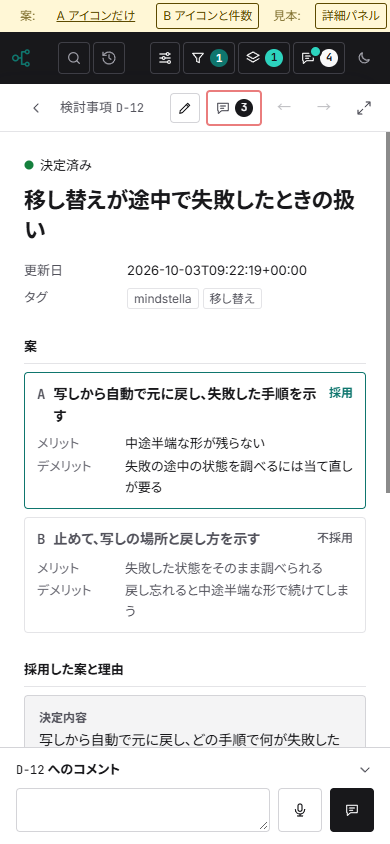 案: A アイコンだけ B アイコンと件数 見本: 詳細パネル
1 1 4
検討事項 D-12 3
決定済み
移し替えが途中で失敗したときの扱
い
更新日 2026-10-03T09:22:19+00:00
タグ mindstella 移し替え
案
A 写しから自動で元に戻し、失敗した手順を示 採用
す
メリット 中途半端な形が残らない
デメリット 失敗の途中の状態を調べるには当て直し
が要る
B 止めて、写しの場所と戻し方を示す 不採用
メリット 失敗した状態をそのまま調べられる
デメリット 戻し忘れると中途半端な形で続けてしま
う
採用した案と理由
決定内容
写しから自動で元に戻し、どの手順で何が失敗した
D-12 へのコメント